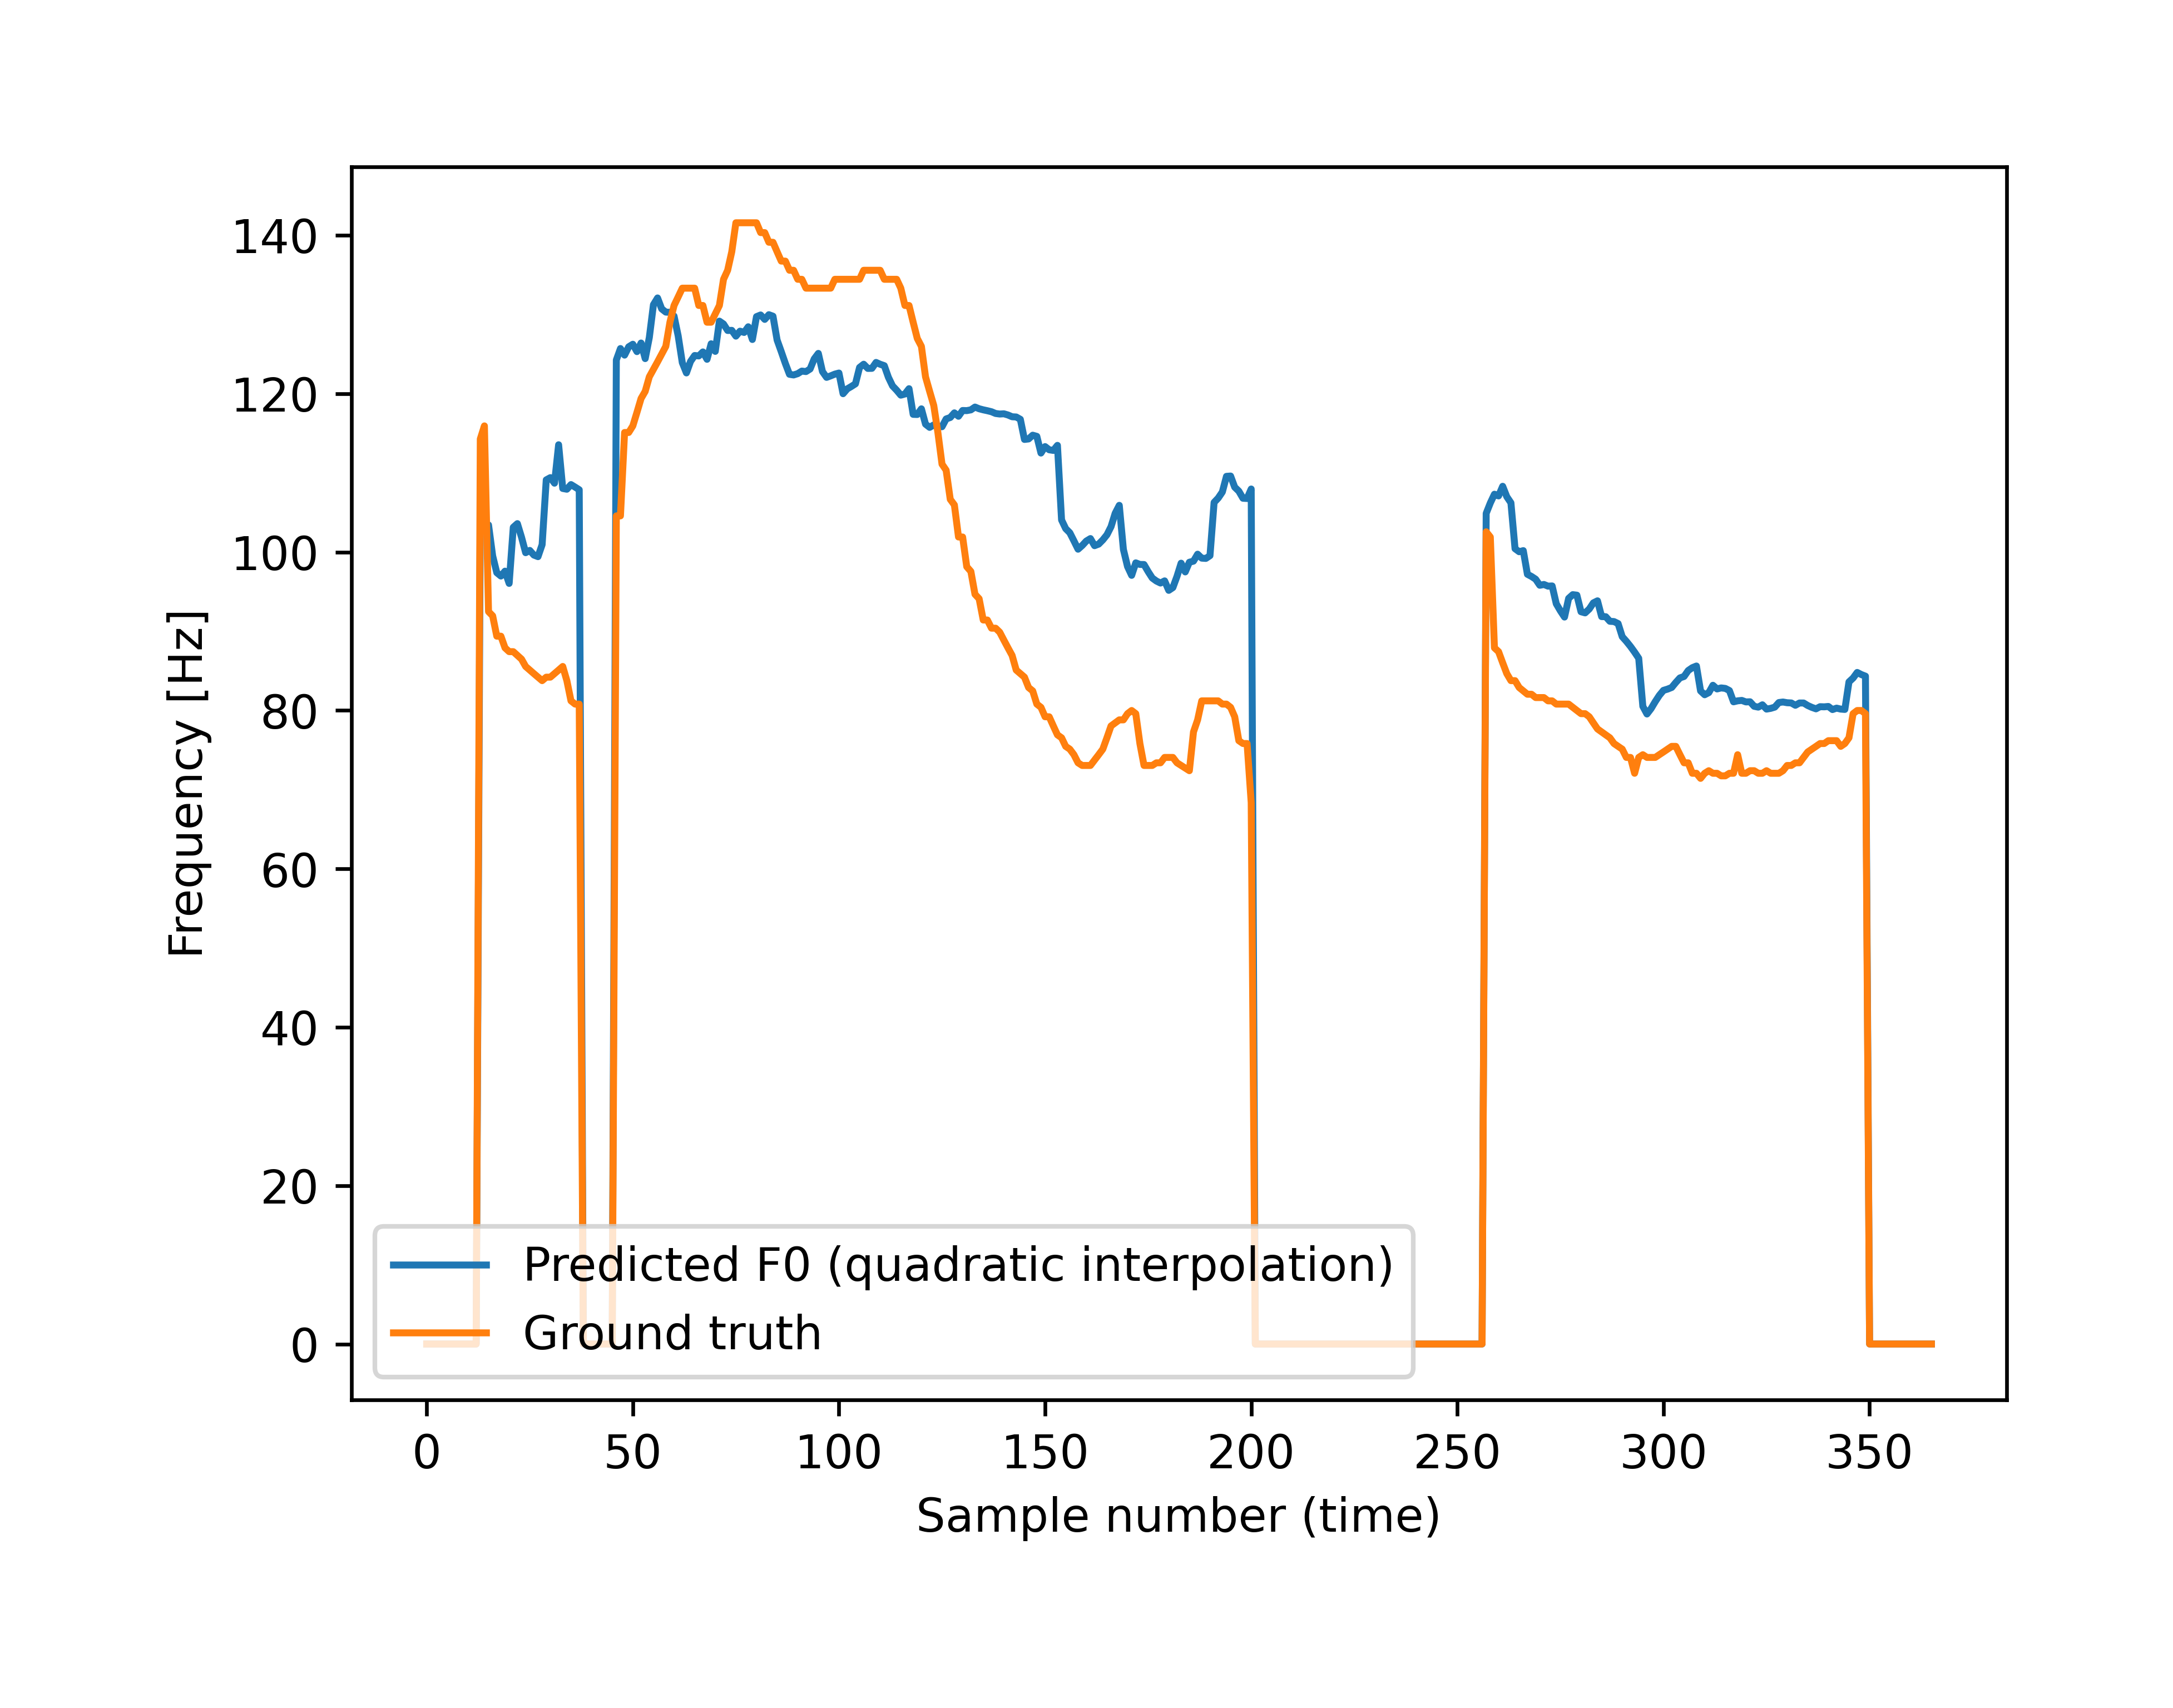 140
120
100
80
60
40
20
0
Frequency [Hz]
Predicted F0 (quadratic interpolation)
Ground truth
0 50 100 150 200 250 300 350
Sample number (time)